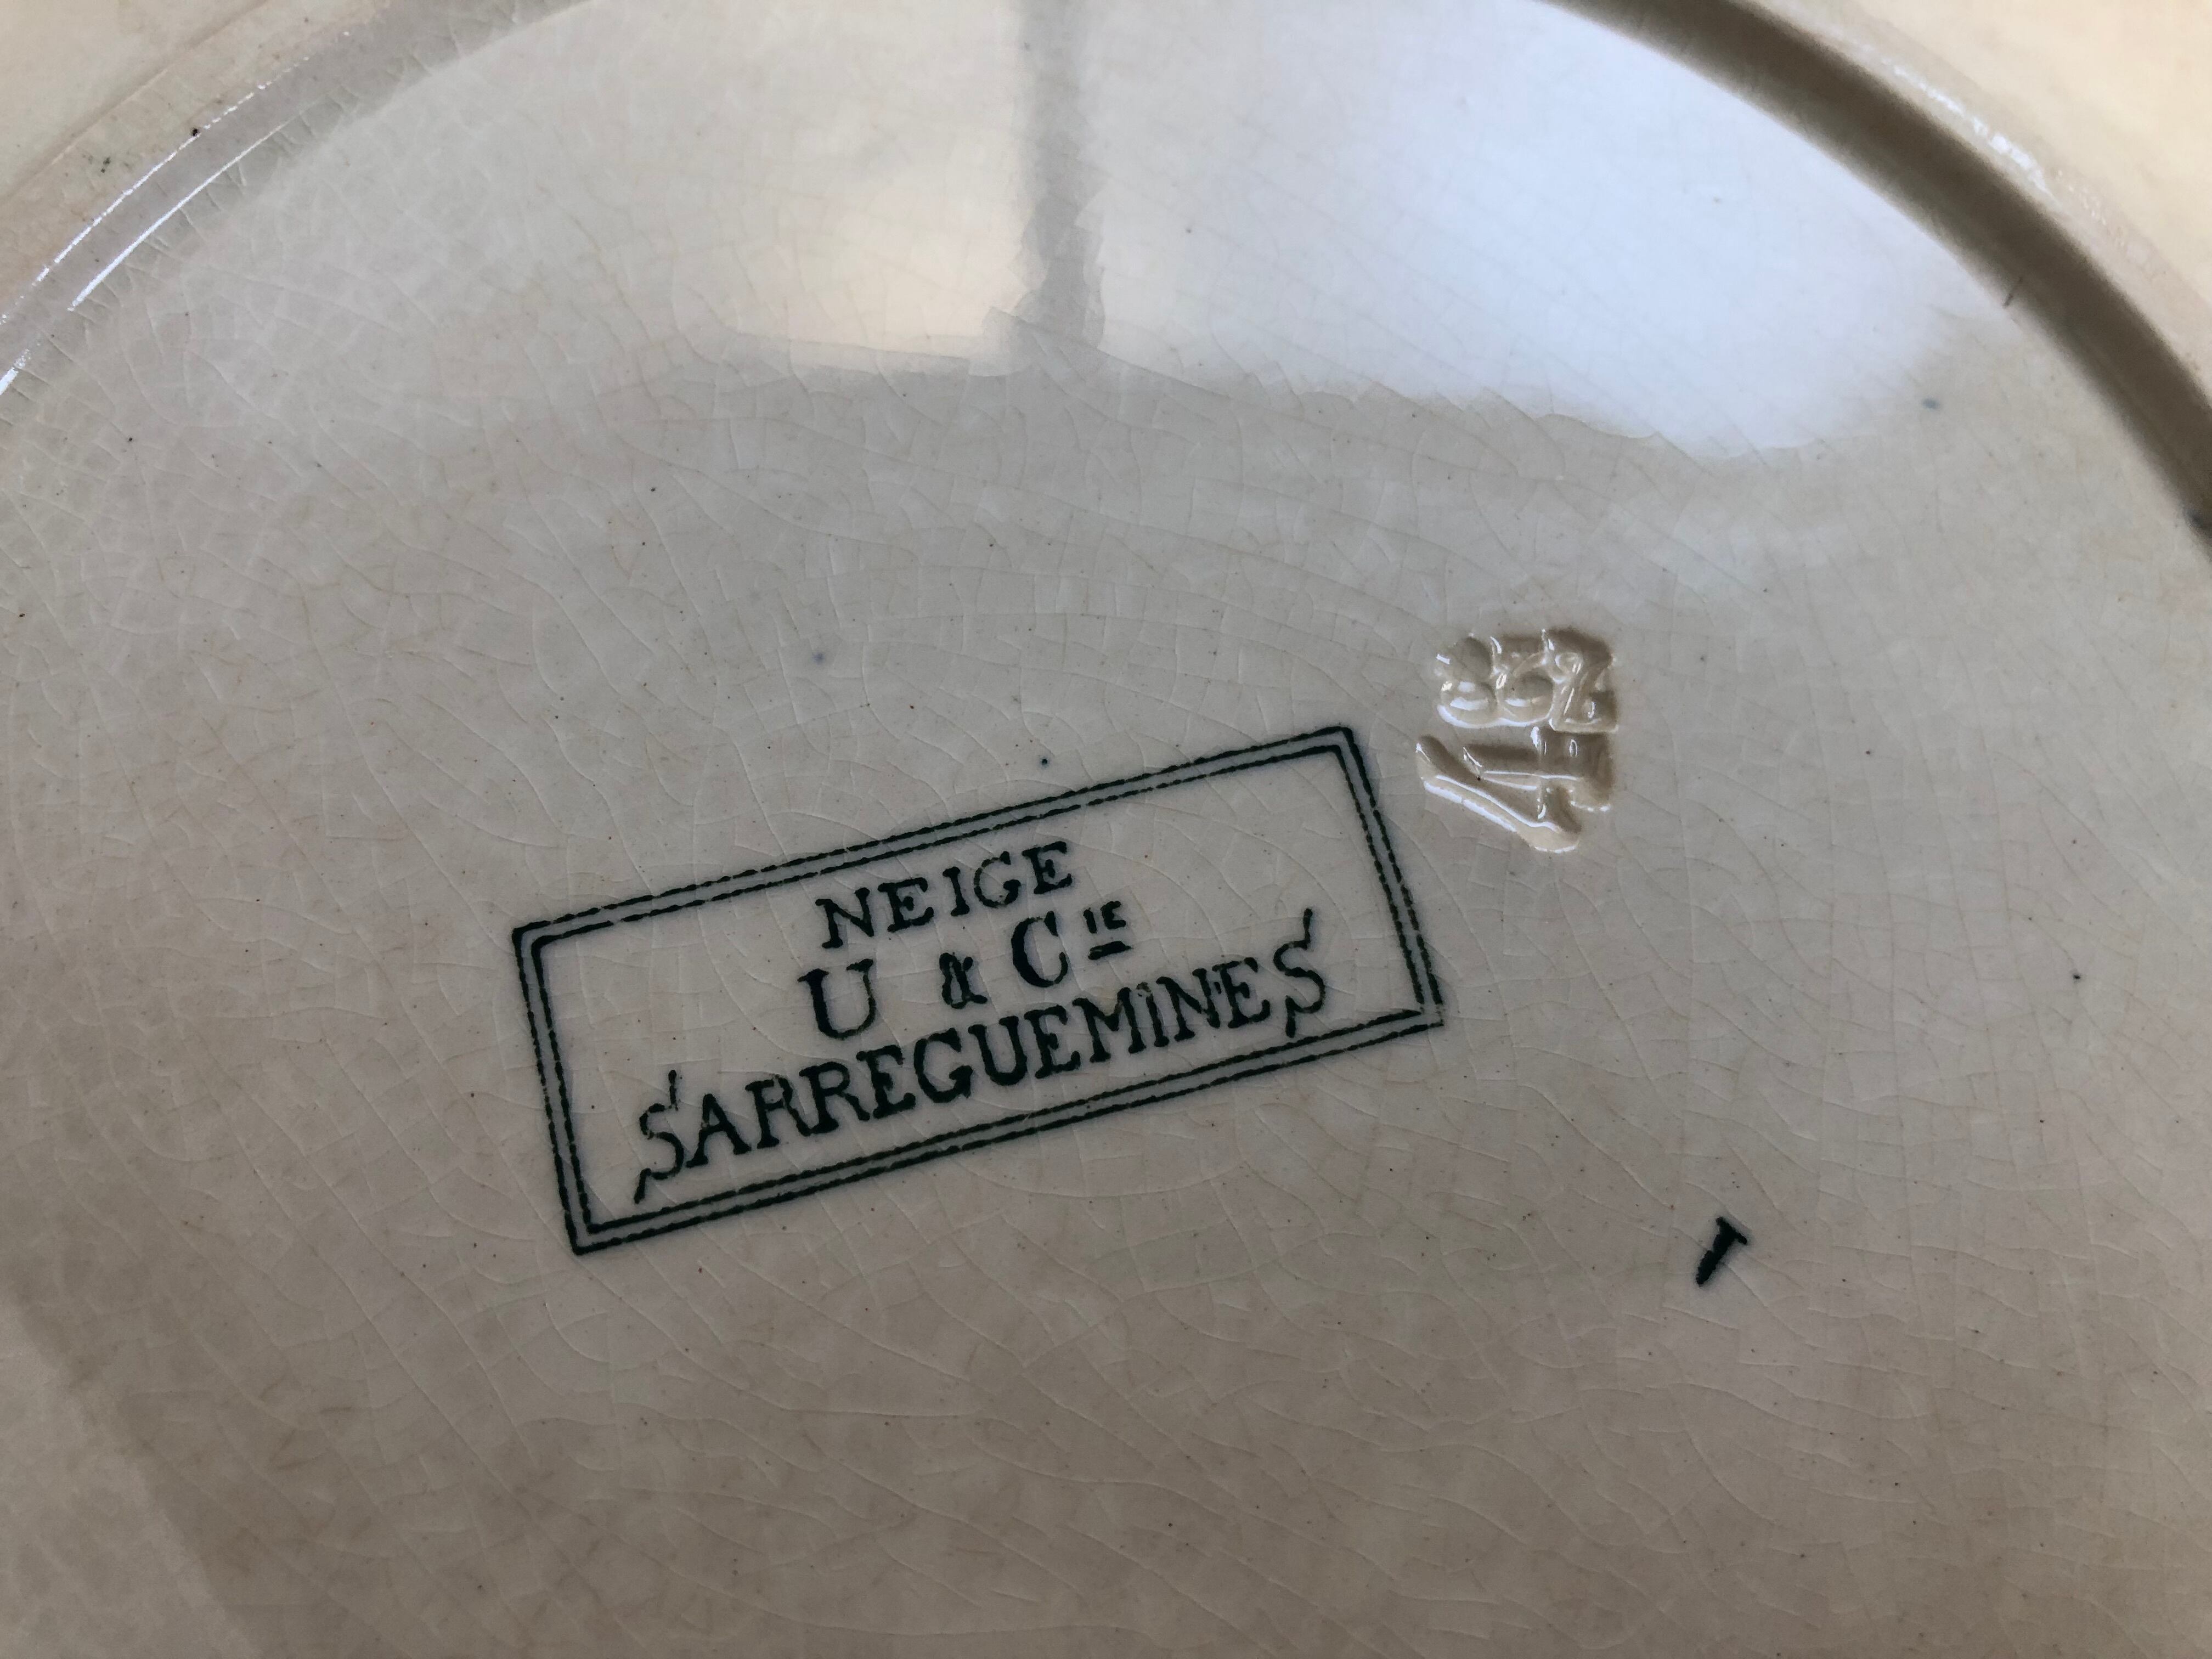 NEIGE
U & Cie
SARREGUEMINES